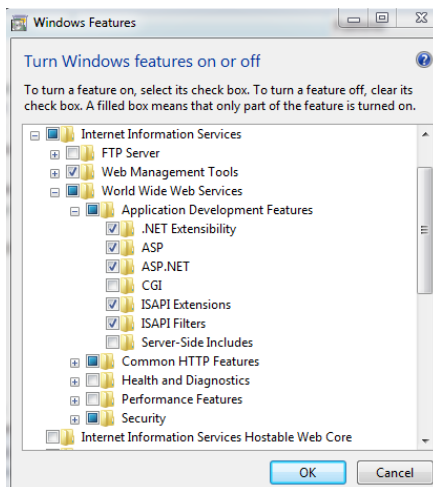 Windows Features
Turn Windows features on or off
To turn a feature on, select its check box. To turn a feature off, clear its
check box. A filled box means that only part of the feature is turned on.
Internet Information Services
FTP Server
Web Management Tools
World Wide Web Services
Application Development Features
.NET Extensibility
ASP
ASP.NET
CGI
ISAPI Extensions
ISAPI Filters
Server-Side Includes
Common HTTP Features
Health and Diagnostics
Performance Features
Security
Internet Information Services Hostable Web Core
OK Cancel